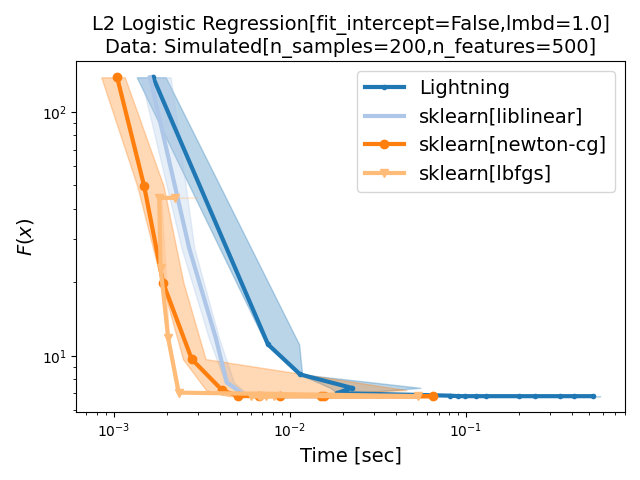 L2 Logistic Regression[fit_intercept=False,lmbd=1.0]
Data: Simulated[n_samples=200,n_features=500]
Lightning
sklearn[liblinear]
sklearn[newton-cg]
sklearn[lbfgs]
F(x)
10²
10¹
10⁻³ 10⁻² 10⁻¹
Time [sec]